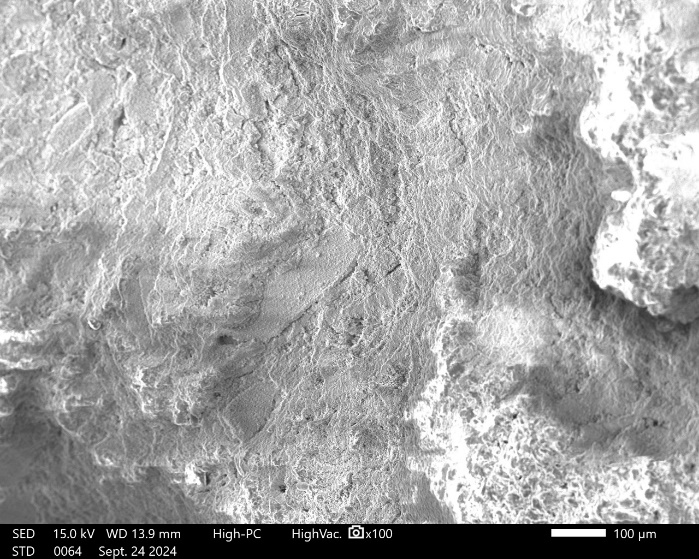 SED 15.0 kV WD 13.9 mm High-PC HighVac. x100 100 µm
STD 0064 Sept. 24 2024